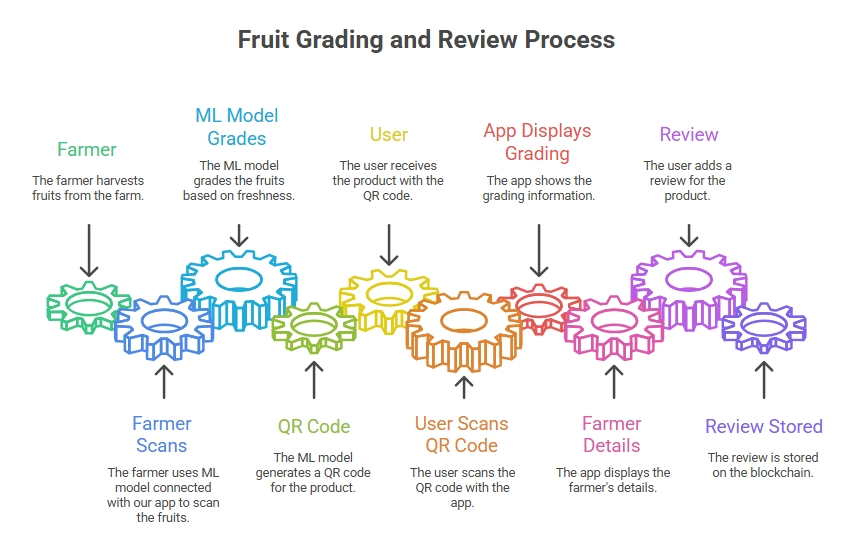 Fruit Grading and Review Process
Farmer
The farmer harvests
fruits from the farm.
ML Model
Grades
The ML model
grades the fruits
based on freshness.
User
The user receives
the product with the
QR code.
App Displays
Grading
The app shows the
grading information.
Review
The user adds a
review for the
product.
Farmer
Scans
The farmer uses ML
model connected
with our app to scan
the fruits.
QR Code
The ML model
generates a QR code
for the product.
User Scans
QR Code
The user scans the
QR code with the
app.
Farmer
Details
The app displays the
farmer's details.
Review Stored
The review is stored
on the blockchain.